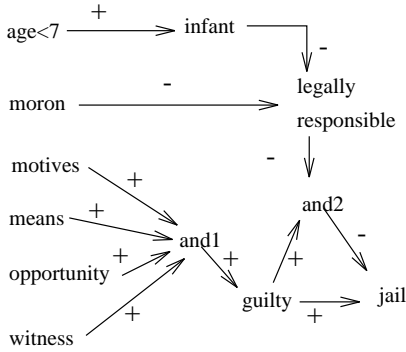 age<7
+
infant
-
legally
responsible
moron
-
-
motives
+
means
+
and1
+
and2
-
opportunity
+
guilty
+
+
jail
witness
+